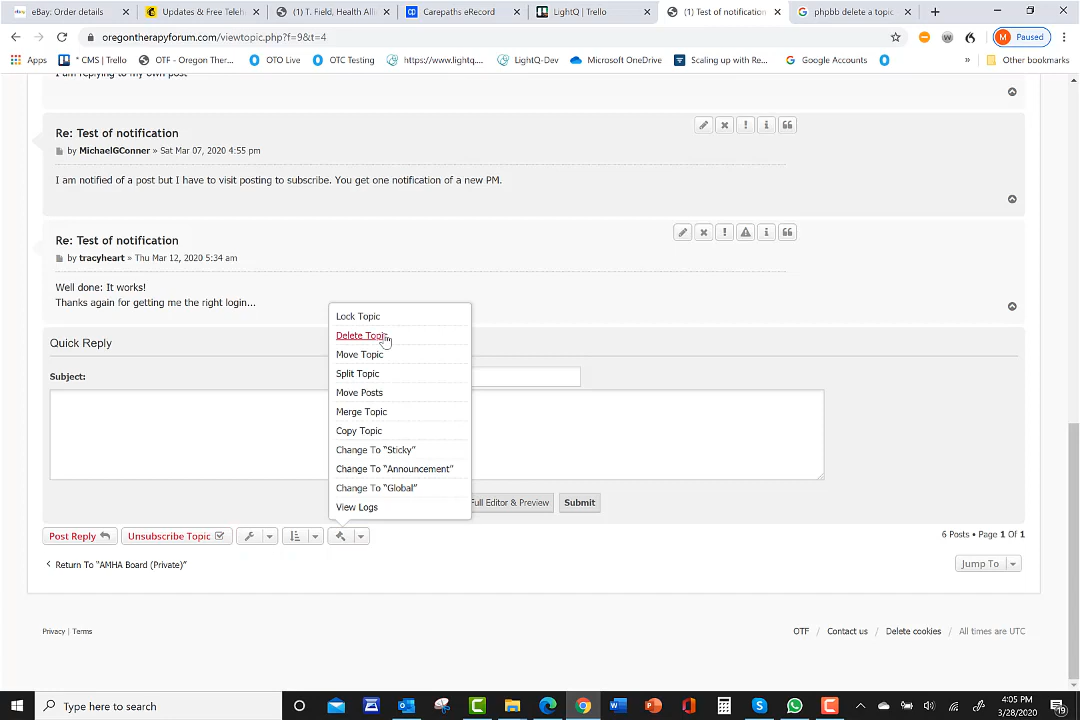 eBay: Order details
Updates & Free Teleh
(1) T. Field, Health Allia
Carepaths eRecord
LightQ | Trello
(1) Test of notification
phpbb delete a topic
oregontherapyforum.com/viewtopic.php?f=9&t=4
M Paused
Apps
* CMS | Trello
OTF - Oregon Ther...
OTO Live
OTC Testing
https://www.lightq....
LightQ-Dev
Microsoft OneDrive
Scaling up with Re...
Google Accounts
»
Other bookmarks
I am replying to my own post
Re: Test of notification
by MichaelGConner » Sat Mar 07, 2020 4:55 pm
I am notified of a post but I have to visit posting to subscribe. You get one notification of a new PM.
Re: Test of notification
by tracyheart » Thu Mar 12, 2020 5:34 am
Well done: It works!
Thanks again for getting me the right login...
Lock Topic
Delete Topic
Move Topic
Split Topic
Move Posts
Merge Topic
Copy Topic
Change To “Sticky”
Change To “Announcement”
Change To “Global”
View Logs
Quick Reply
Subject:
Full Editor & Preview
Submit
Post Reply
Unsubscribe Topic
6 Posts • Page 1 Of 1
Return To “AMHA Board (Private)”
Jump To
Privacy | Terms
OTF / Contact us / Delete cookies / All times are UTC
Type here to search
4:05 PM
3/28/2020
19